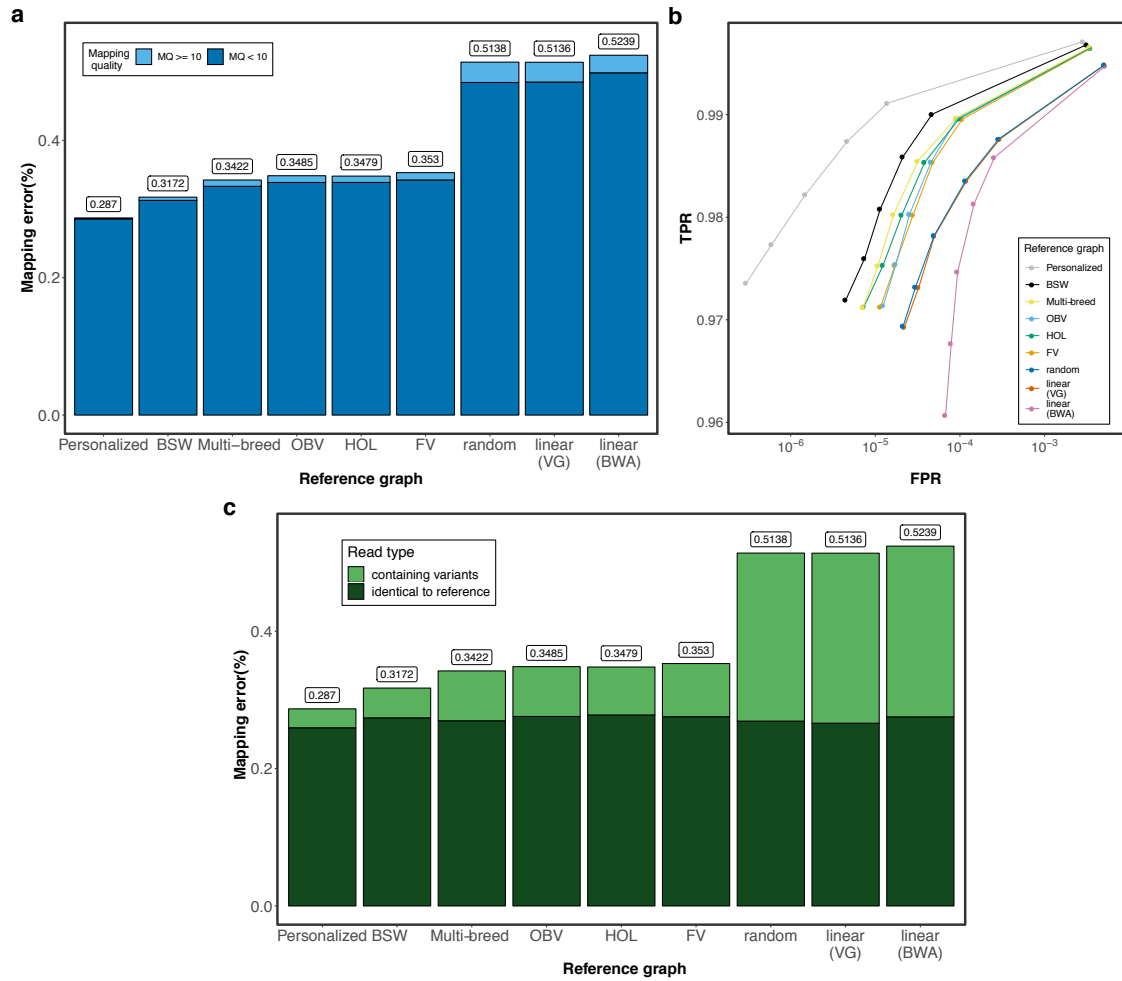 a
Mapping error(%)
0.4
0.2
0.0
Mapping quality
MQ >= 10
MQ < 10
0.287
0.3172
0.3422
0.3485
0.3479
0.353
0.5138
0.5136
0.5239
Personalized
BSW
Multi−breed
OBV
HOL
FV
random
linear
(VG)
linear
(BWA)
Reference graph
b
TPR
0.99
0.98
0.97
0.96
10−6
10−5
10−4
10−3
FPR
Reference graph
Personalized
BSW
Multi-breed
OBV
HOL
FV
random
linear
(VG)
linear
(BWA)
c
Mapping error(%)
0.4
0.2
0.0
Read type
containing variants
identical to reference
0.287
0.3172
0.3422
0.3485
0.3479
0.353
0.5138
0.5136
0.5239
Personalized
BSW
Multi−breed
OBV
HOL
FV
random
linear
(VG)
linear
(BWA)
Reference graph